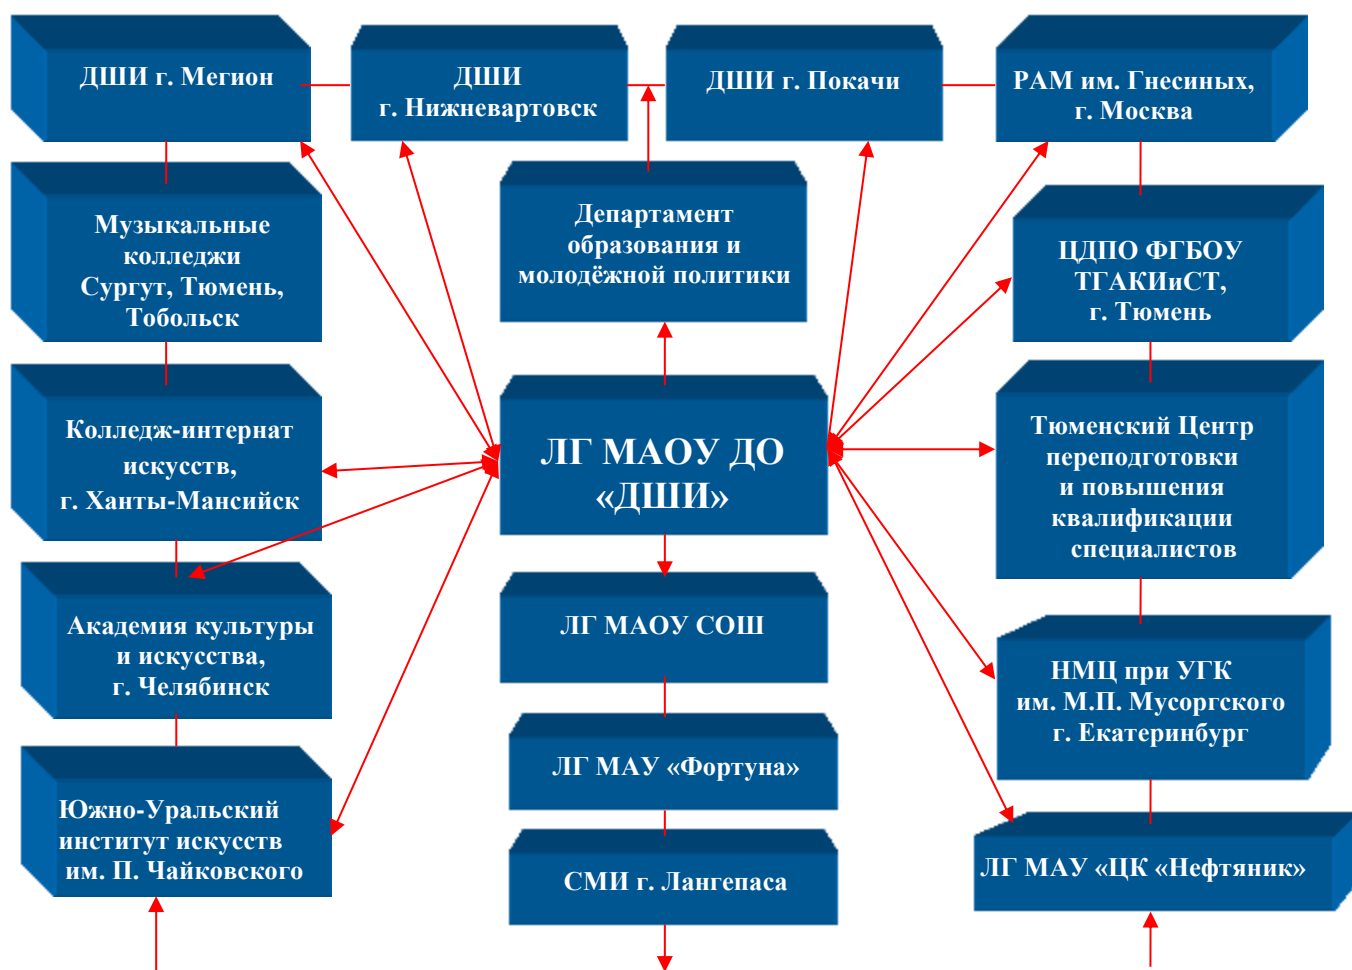 ДШИ г. Мегион
ДШИ
г. Нижневартовск
ДШИ г. Покачи
РАМ им. Гнесиных,
г. Москва
Музыкальные
колледжи
Сургут, Тюмень,
Тобольск
Департамент
образования и
молодёжной политики
ЦДПО ФГБОУ
ТГАКИиСТ,
г. Тюмень
Колледж-интернат
искусств,
г. Ханты-Мансийск
ЛГ МАОУ ДО
«ДШИ»
Тюменский Центр
переподготовки
и повышения
квалификации
специалистов
Академия культуры
и искусства,
г. Челябинск
ЛГ МАОУ СОШ
НМЦ при УГК
им. М.П. Мусоргского
г. Екатеринбург
ЛГ МАУ «Фортуна»
Южно-Уральский
институт искусств
им. П. Чайковского
СМИ г. Лангепаса
ЛГ МАУ «ЦК «Нефтяник»